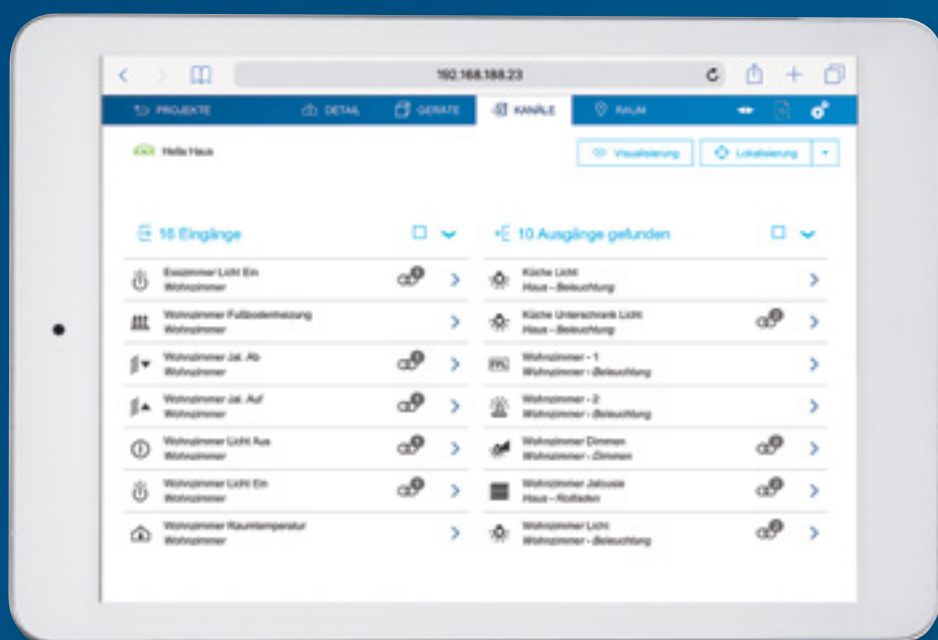 192.168.188.23
PROJEKTE
DETAIL
GERÄTE
KANÄLE
RAUM
Hella Haus
Visualisierung
Lokalisierung
16 Eingänge
Esszimmer Licht Ein
Wohnzimmer
Wohnzimmer Fußbodenheizung
Wohnzimmer
Wohnzimmer Jal. Ab
Wohnzimmer
Wohnzimmer Jal. Auf
Wohnzimmer
Wohnzimmer Licht Aus
Wohnzimmer
Wohnzimmer Licht Ein
Wohnzimmer
Wohnzimmer Raumtemperatur
Wohnzimmer
10 Ausgänge gefunden
Küche Licht
Haus - Beleuchtung
Küche Unterschrank Licht
Haus - Beleuchtung
Wohnzimmer - 1
Wohnzimmer - Beleuchtung
Wohnzimmer - 2
Wohnzimmer - Beleuchtung
Wohnzimmer Dimmen
Wohnzimmer - Dimmen
Wohnzimmer Jalousie
Haus - Rollladen
Wohnzimmer Licht
Wohnzimmer - Beleuchtung